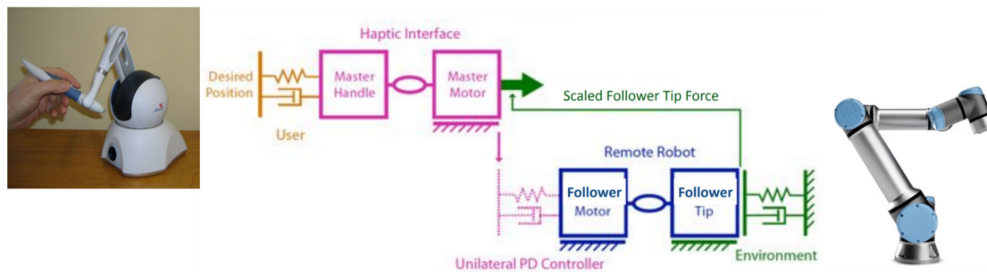 Haptic Interface
Desired
Position
Master
Handle
Master
Motor
User
Scaled Follower Tip Force
Remote Robot
Follower
Motor
Follower
Tip
Unilateral PD Controller
Environment